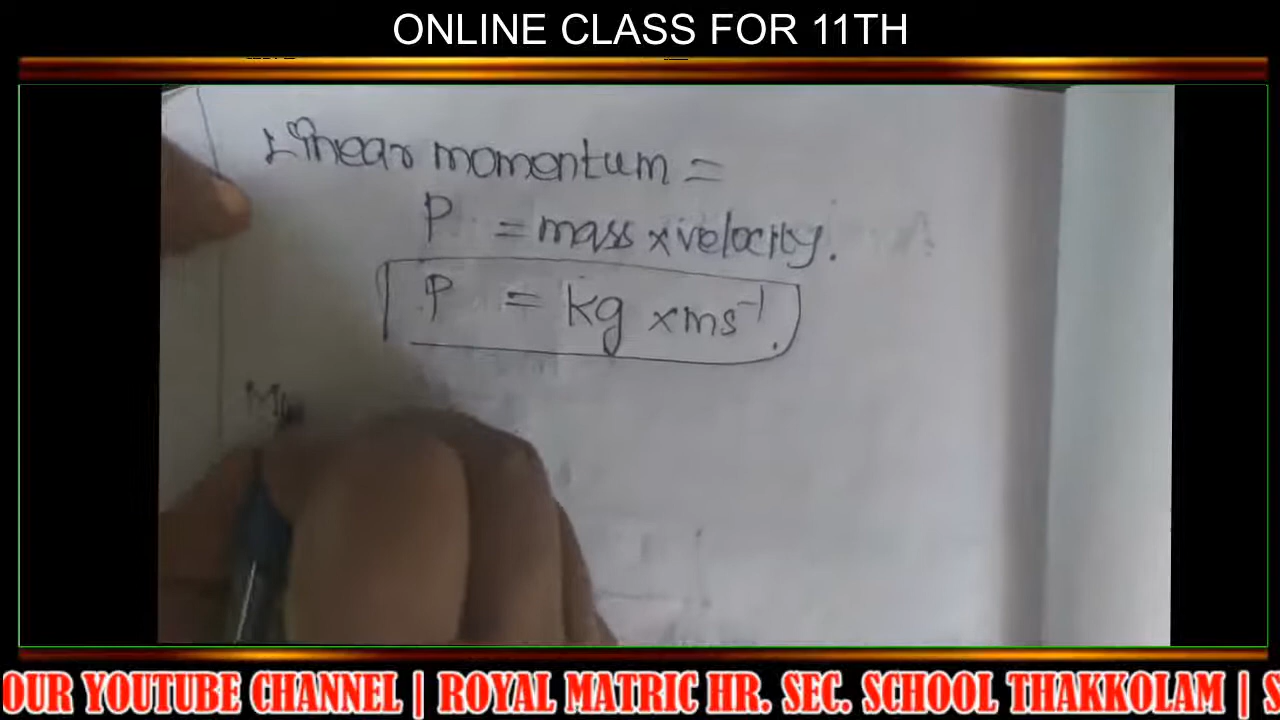 ONLINE CLASS FOR 11TH
Linear momentum =
P = mass x velocity.
P = kg x ms⁻¹.
OUR YOUTUBE CHANNEL | ROYAL MATRIC HR. SEC. SCHOOL THAKKOLAM | S